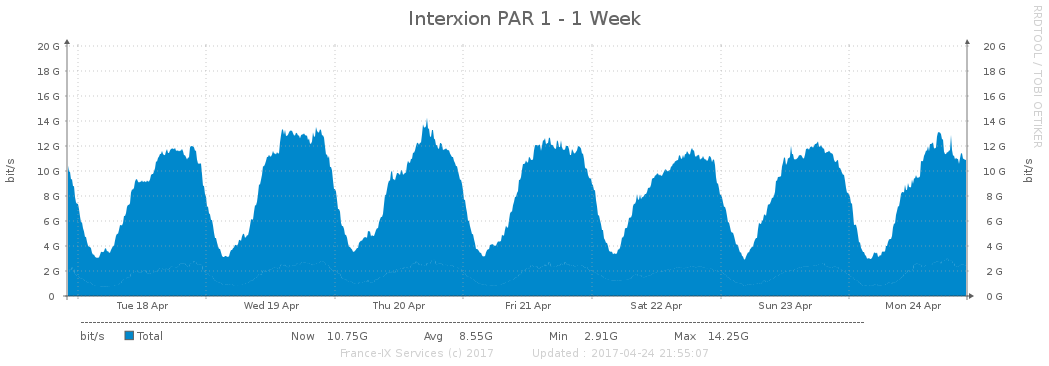 Interxion PAR 1 - 1 Week
RRDTOOL / TOBI OETIKER
20 G 20 G
18 G 18 G
16 G 16 G
14 G 14 G
12 G 12 G
10 G 10 G
8 G 8 G
6 G 6 G
4 G 4 G
2 G 2 G
0 0 G
bit/s bit/s
Tue 18 Apr Wed 19 Apr Thu 20 Apr Fri 21 Apr Sat 22 Apr Sun 23 Apr Mon 24 Apr
bit/s Total Now 10.75G Avg 8.55G Min 2.91G Max 14.25G
France-IX Services (c) 2017 Updated : 2017-04-24 21:55:07